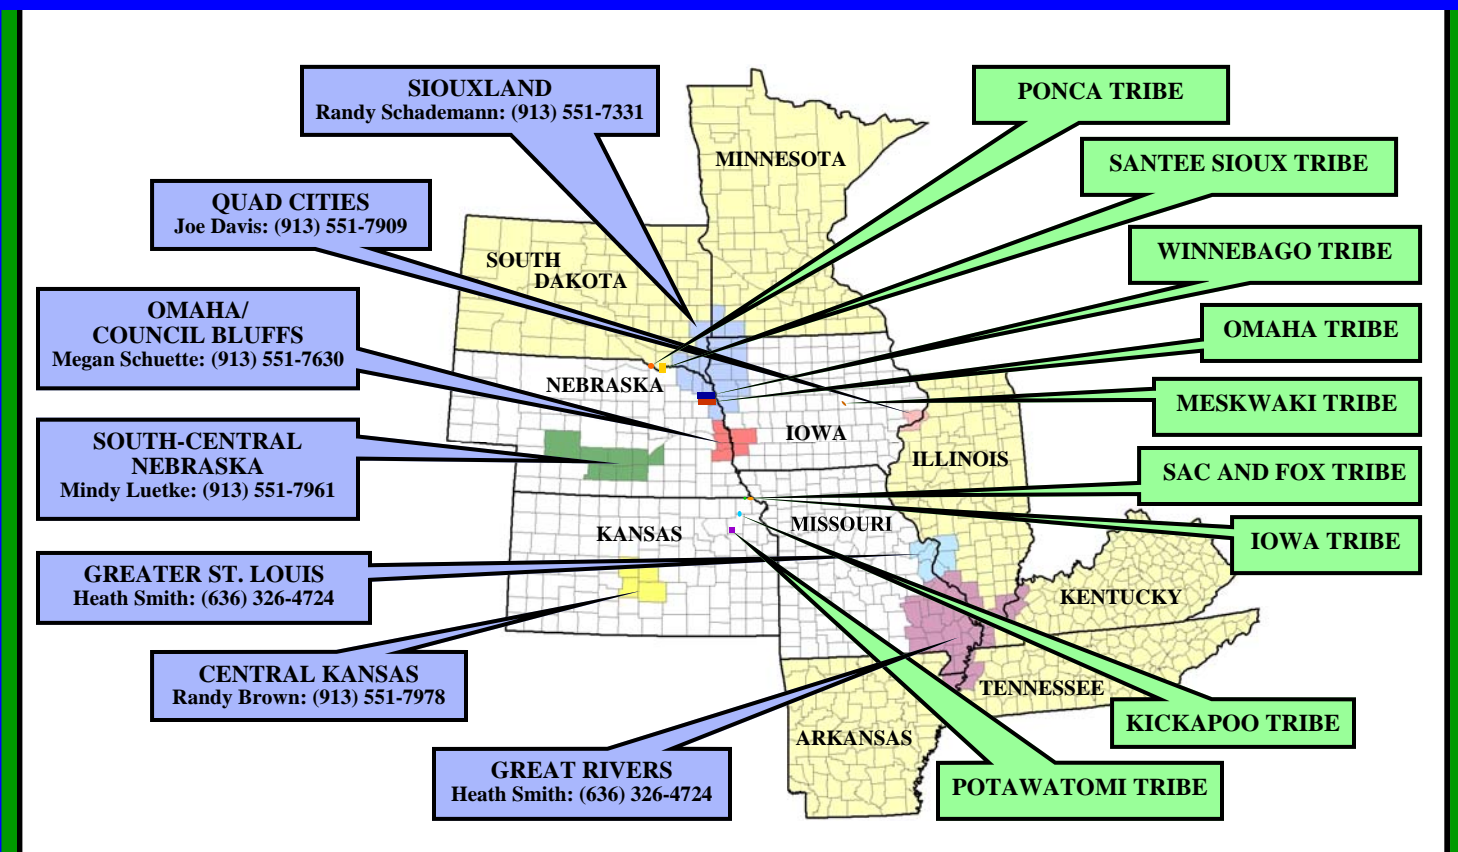 SIOUXLAND
Randy Schademann: (913) 551-7331
PONCA TRIBE
MINNESOTA
SANTEE SIOUX TRIBE
QUAD CITIES
Joe Davis: (913) 551-7909
WINNEBAGO TRIBE
SOUTH
DAKOTA
OMAHA/
COUNCIL BLUFFS
Megan Schuette: (913) 551-7630
OMAHA TRIBE
NEBRASKA
MESKWAKI TRIBE
IOWA
SOUTH-CENTRAL
NEBRASKA
Mindy Luetke: (913) 551-7961
ILLINOIS
SAC AND FOX TRIBE
KANSAS
MISSOURI
IOWA TRIBE
GREATER ST. LOUIS
Heath Smith: (636) 326-4724
KENTUCKY
CENTRAL KANSAS
Randy Brown: (913) 551-7978
TENNESSEE
KICKAPOO TRIBE
ARKANSAS
GREAT RIVERS
Heath Smith: (636) 326-4724
POTAWATOMI TRIBE